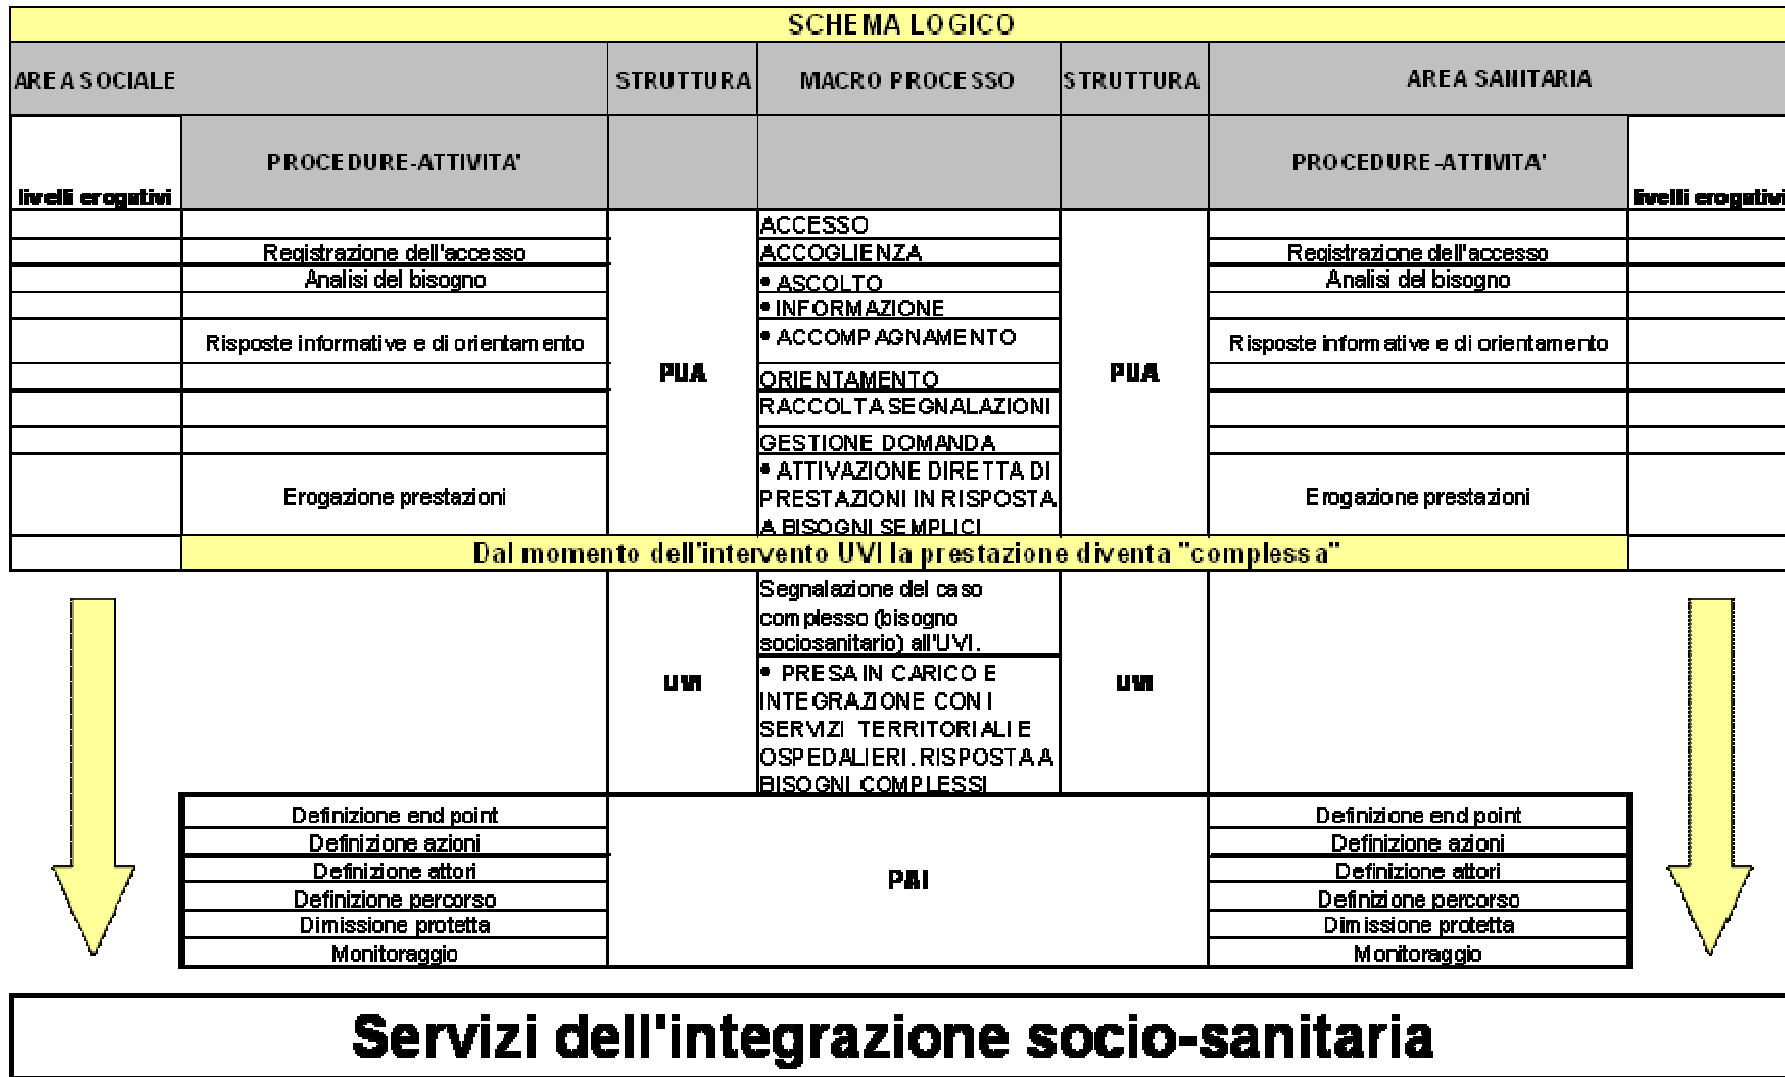 SCHEMA LOGICO
AREA SOCIALE STRUTTURA MACRO PROCESSO STRUTTURA AREA SANITARIA
livelli erogativi PROCEDURE-ATTIVITA' PROCEDURE-ATTIVITA' livelli erogativi
ACCESSO
Registrazione dell'accesso ACCOGLIENZA Registrazione dell'accesso
Analisi del bisogno • ASCOLTO Analisi del bisogno
• INFORMAZIONE
Risposte informative e di orientamento • ACCOMPAGNAMENTO Risposte informative e di orientamento
PUA ORIENTAMENTO PUA
RACCOLTA SEGNALAZIONI
GESTIONE DOMANDA
• ATTIVAZIONE DIRETTA DI
Erogazione prestazioni PRESTAZIONI IN RISPOSTA Erogazione prestazioni
A BISOGNI SEMPLICI
Dal momento dell'intervento UVI la prestazione diventa "complessa"
Segnalazione del caso
complesso (bisogno
sociosanitario) all'UVI.
UVI • PRESA IN CARICO E UVI
INTEGRAZIONE CON I
SERVIZI TERRITORIALI E
OSPEDALIERI. RISPOSTA A
BISOGNI COMPLESSI
Definizione end point Definizione end point
Definizione azioni Definizione azioni
Definizione attori PAI Definizione attori
Definizione percorso Definizione percorso
Dimissione protetta Dimissione protetta
Monitoraggio Monitoraggio
Servizi dell'integrazione socio-sanitaria